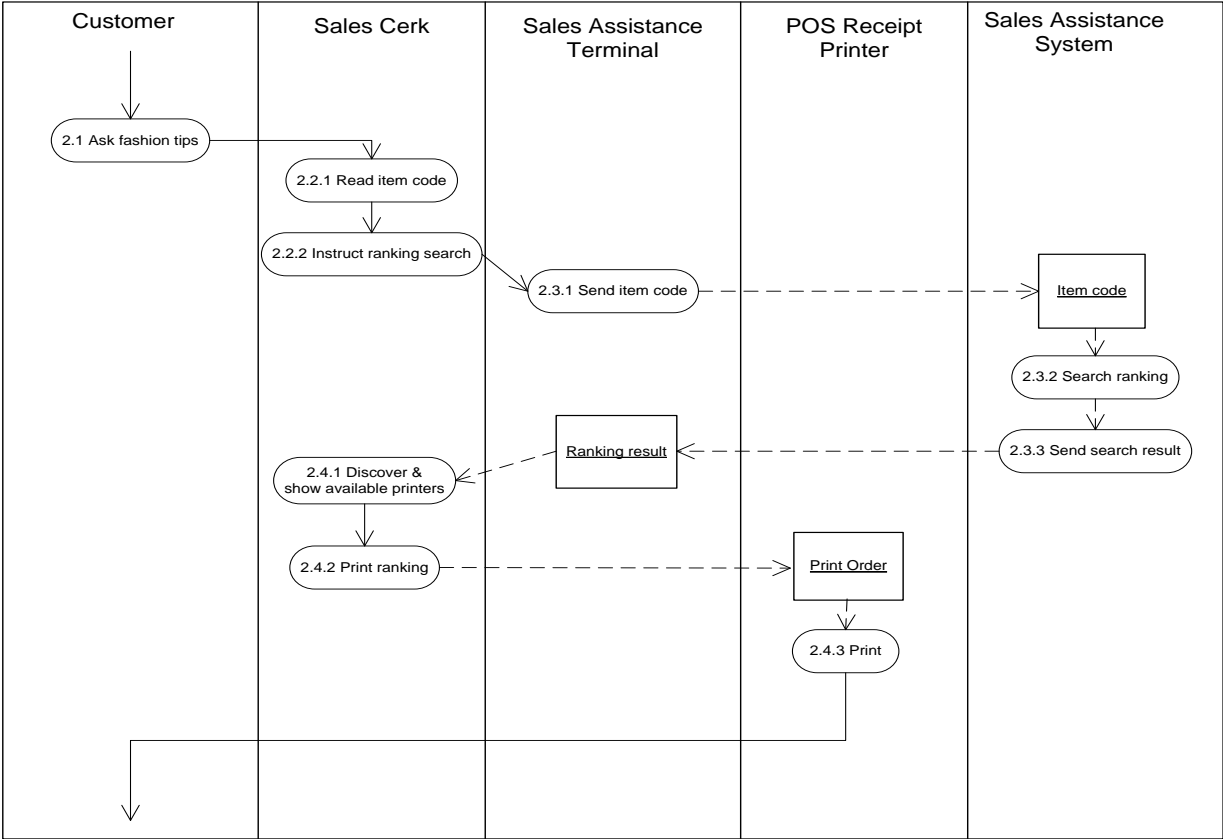 Customer
Sales Cerk
Sales Assistance
Terminal
POS Receipt
Printer
Sales Assistance
System
2.1 Ask fashion tips
2.2.1 Read item code
2.2.2 Instruct ranking search
2.3.1 Send item code
Item code
2.3.2 Search ranking
2.3.3 Send search result
Ranking result
2.4.1 Discover &
show available printers
2.4.2 Print ranking
Print Order
2.4.3 Print